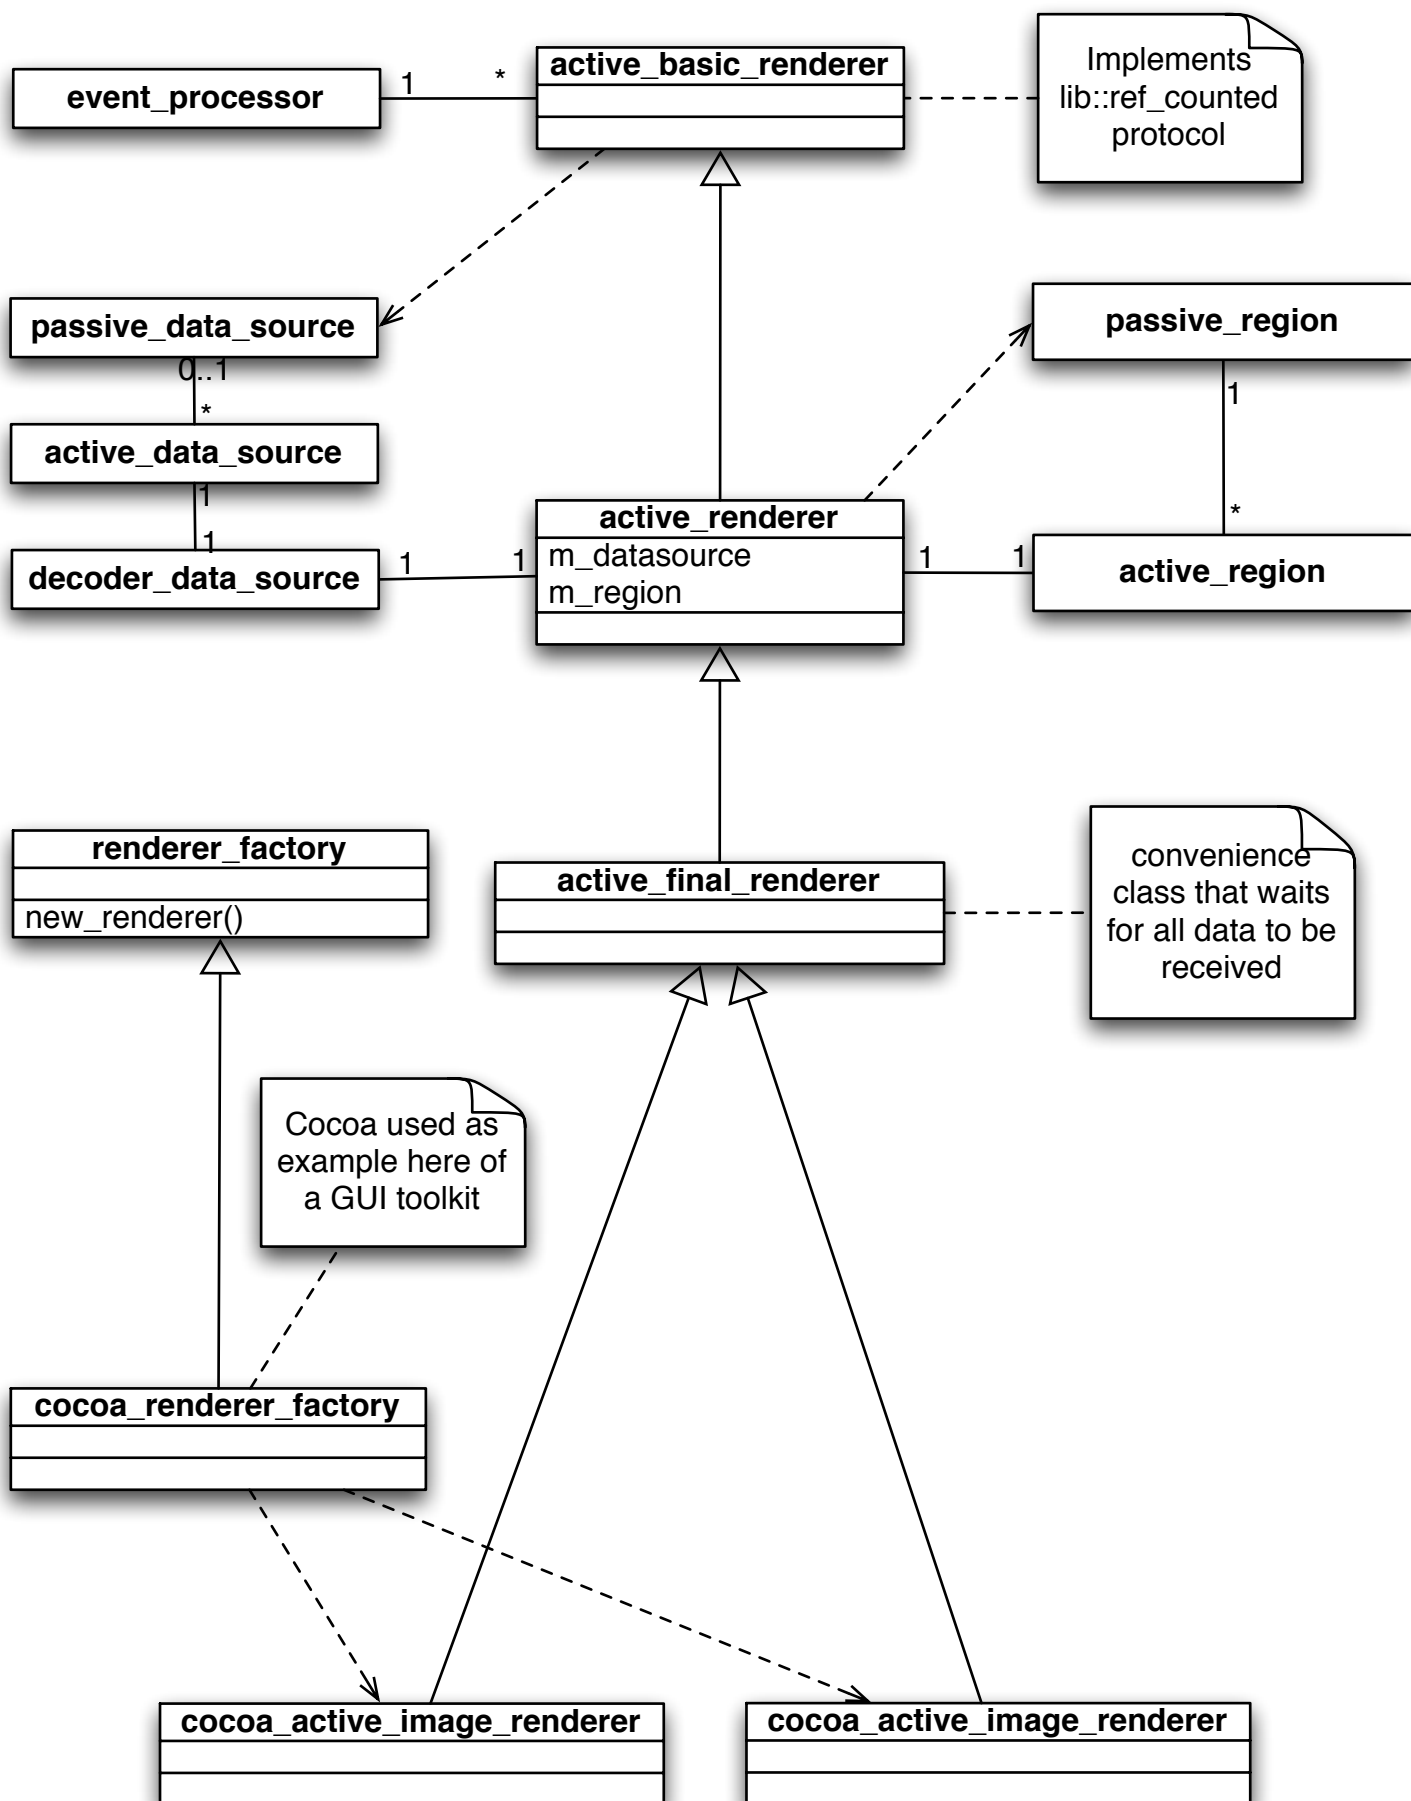 event_processor
1
*
active_basic_renderer
Implements
lib::ref_counted
protocol
passive_data_source
0..1
*
active_data_source
1
1
decoder_data_source
1
1
active_renderer
m_datasource
m_region
1
1
passive_region
1
*
active_region
renderer_factory
new_renderer()
active_final_renderer
convenience
class that waits
for all data to be
received
Cocoa used as
example here of
a GUI toolkit
cocoa_renderer_factory
cocoa_active_image_renderer
cocoa_active_image_renderer